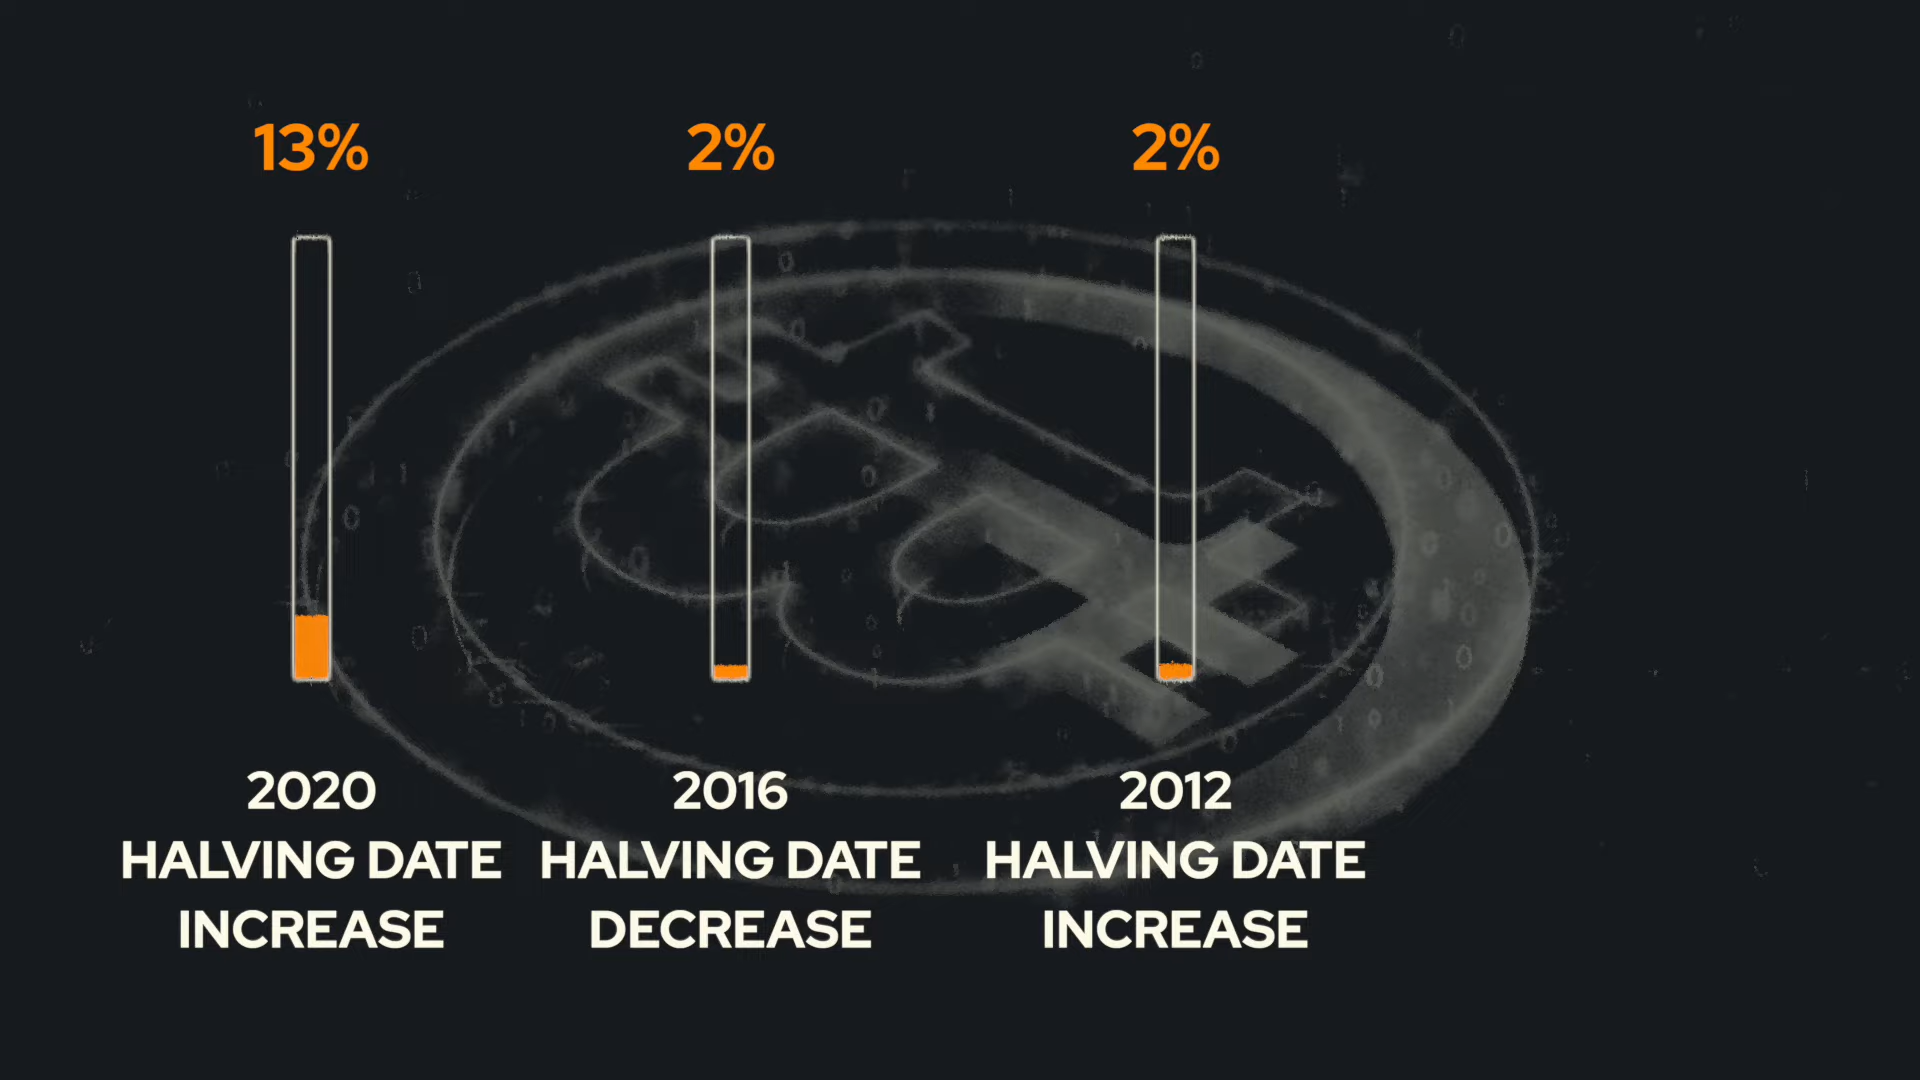 13%
2%
2%
2020
HALVING DATE
INCREASE
2016
HALVING DATE
DECREASE
2012
HALVING DATE
INCREASE